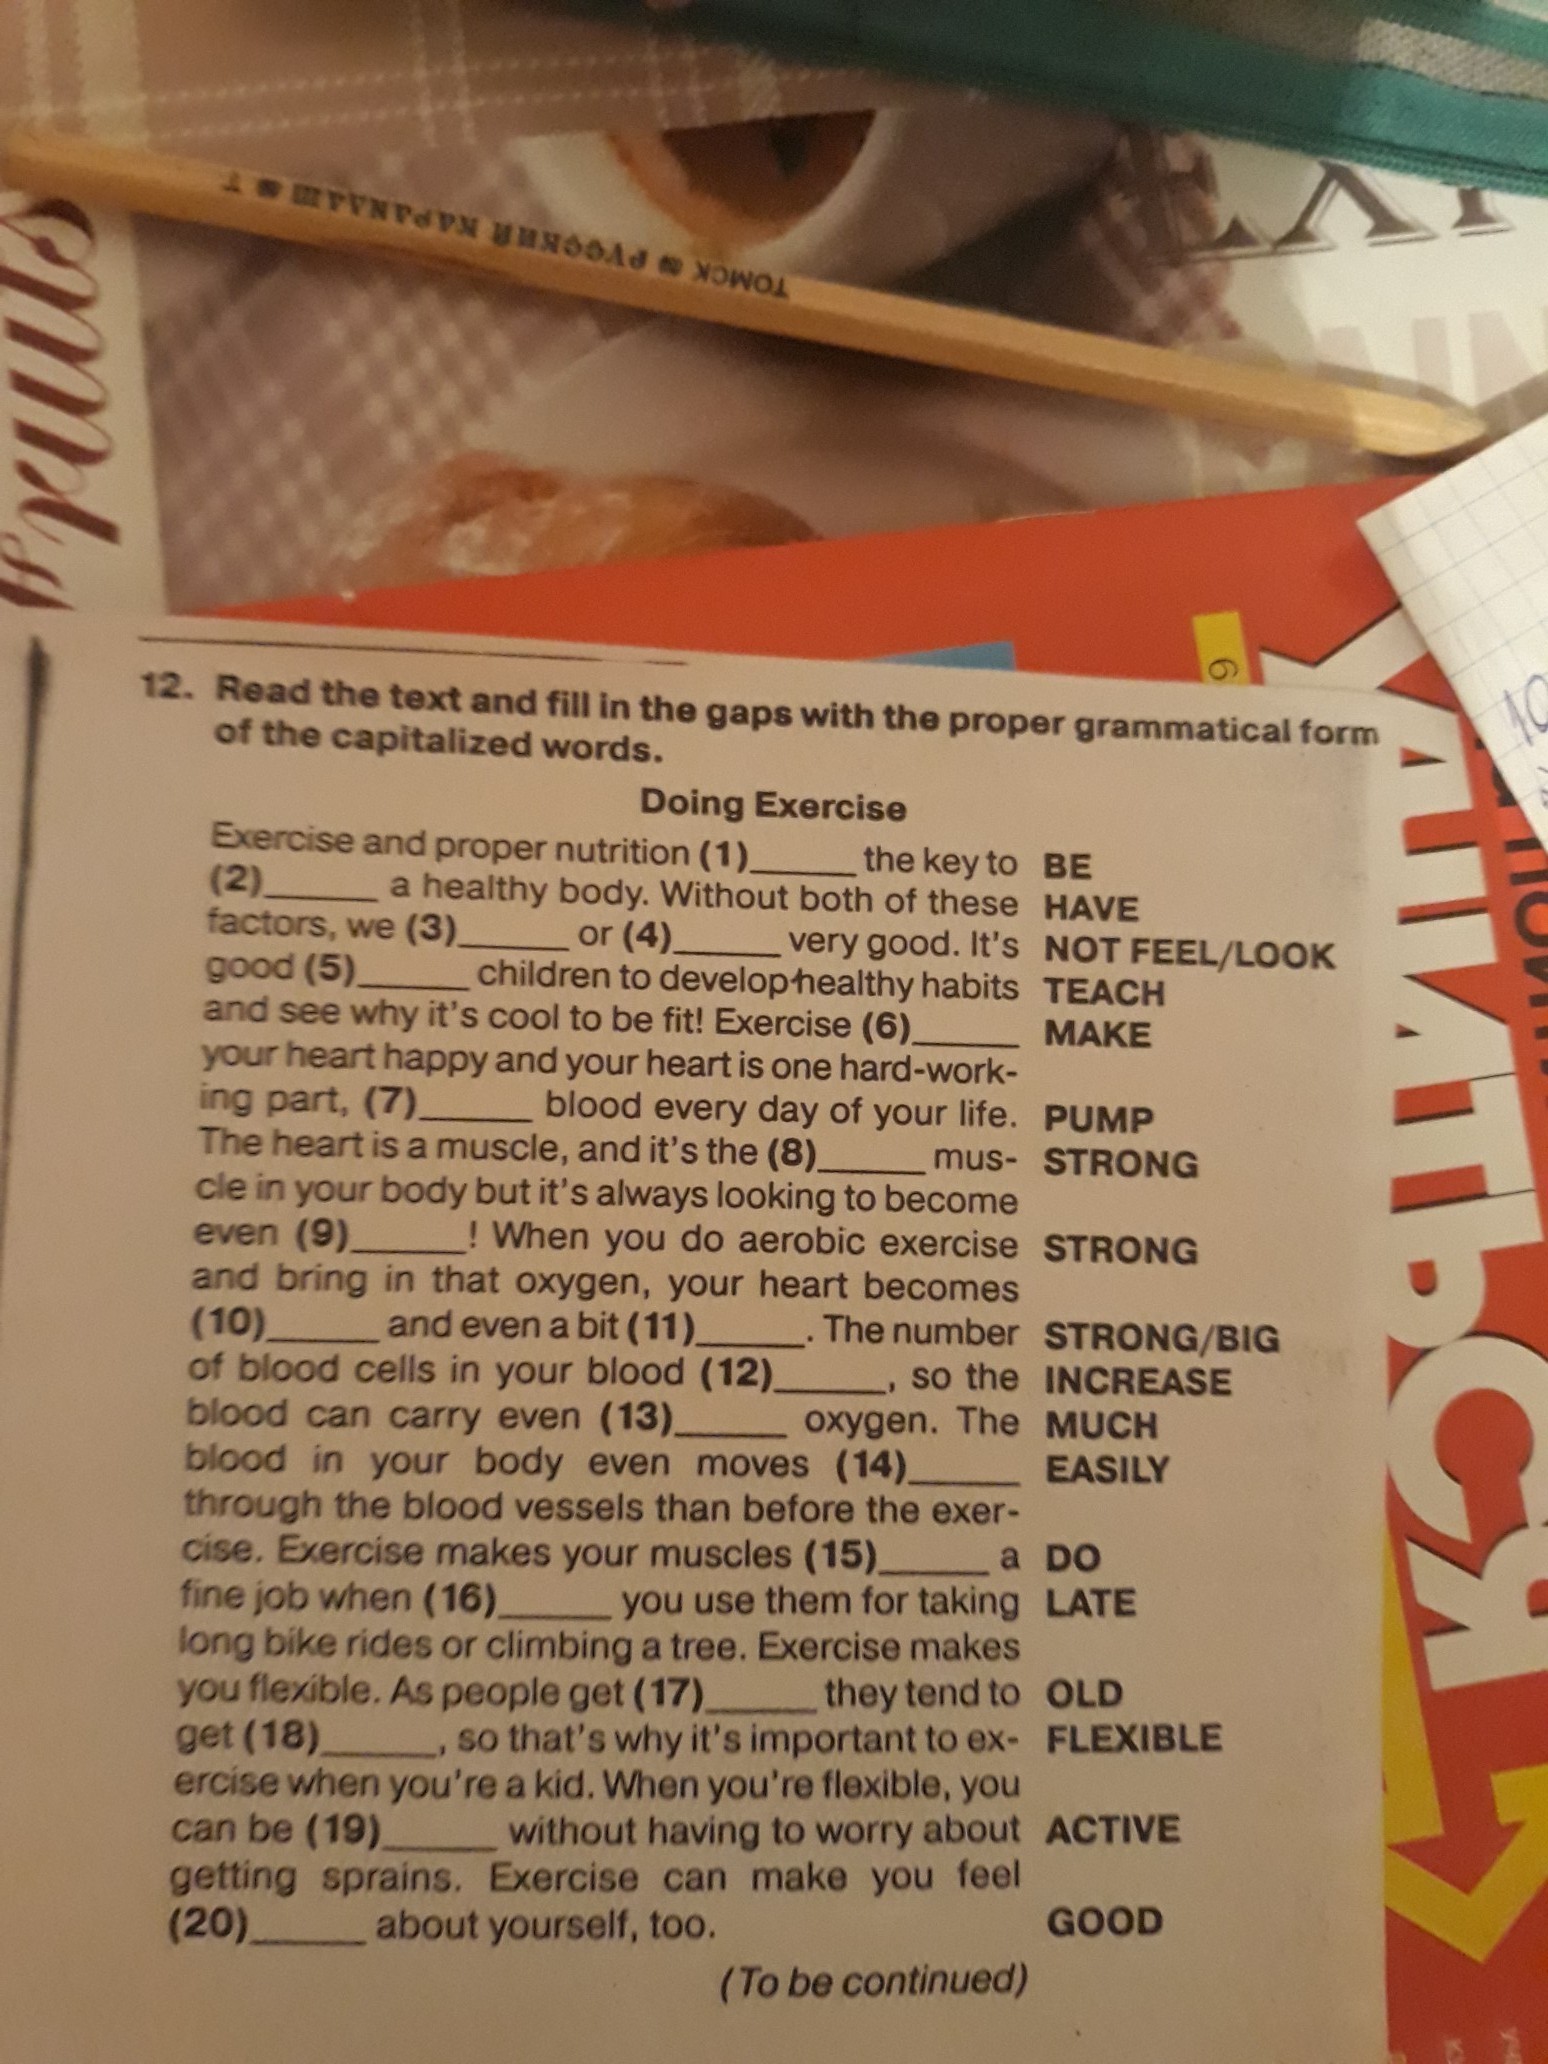 fruits
ТОМСК РУССКИЙ КАРАНДАШ Т
6
10
12. Read the text and fill in the gaps with the proper grammatical form
of the capitalized words.
Doing Exercise
Exercise and proper nutrition (1)______ the key to BE
(2)______ a healthy body. Without both of these HAVE
factors, we (3)______ or (4)______ very good. It's NOT FEEL/LOOK
good (5)______ children to develop healthy habits TEACH
and see why it's cool to be fit! Exercise (6)______ MAKE
your heart happy and your heart is one hard-work-
ing part, (7)______ blood every day of your life. PUMP
The heart is a muscle, and it's the (8)______ mus- STRONG
cle in your body but it's always looking to become
even (9)______! When you do aerobic exercise STRONG
and bring in that oxygen, your heart becomes
(10)______ and even a bit (11)______. The number STRONG/BIG
of blood cells in your blood (12)______, so the INCREASE
blood can carry even (13)______ oxygen. The MUCH
blood in your body even moves (14)______ EASILY
through the blood vessels than before the exer-
cise. Exercise makes your muscles (15)______ a DO
fine job when (16)______ you use them for taking LATE
long bike rides or climbing a tree. Exercise makes
you flexible. As people get (17)______ they tend to OLD
get (18)______, so that's why it's important to ex- FLEXIBLE
ercise when you're a kid. When you're flexible, you
can be (19)______ without having to worry about ACTIVE
getting sprains. Exercise can make you feel
(20)______ about yourself, too. GOOD
(To be continued)